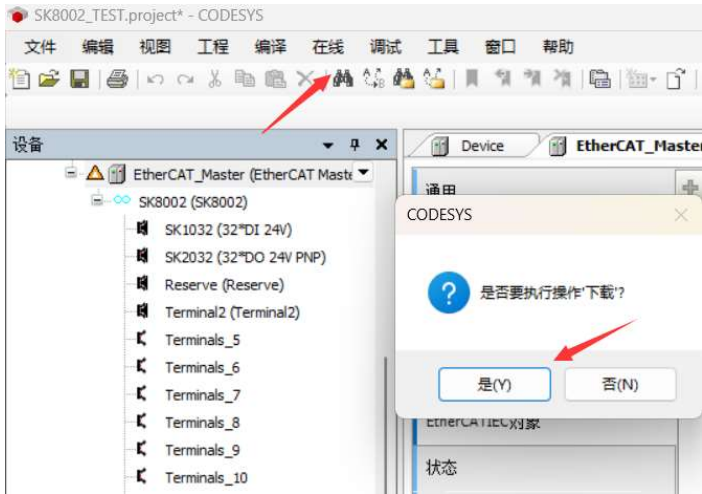 SK8002_TEST.project* - CODESYS
文件 编辑 视图 工程 编译 在线 调试 工具 窗口 帮助
设备
Device EtherCAT_Master
EtherCAT_Master (EtherCAT Maste
通用
SK8002 (SK8002)
CODESYS
SK1032 (32*DI 24V)
SK2032 (32*DO 24V PNP)
Reserve (Reserve)
是否要执行操作'下载'?
Terminal2 (Terminal2)
Terminals_5
Terminals_6
Terminals_7
是(Y) 否(N)
Terminals_8
EtherCATIEC对象
Terminals_9
状态
Terminals_10